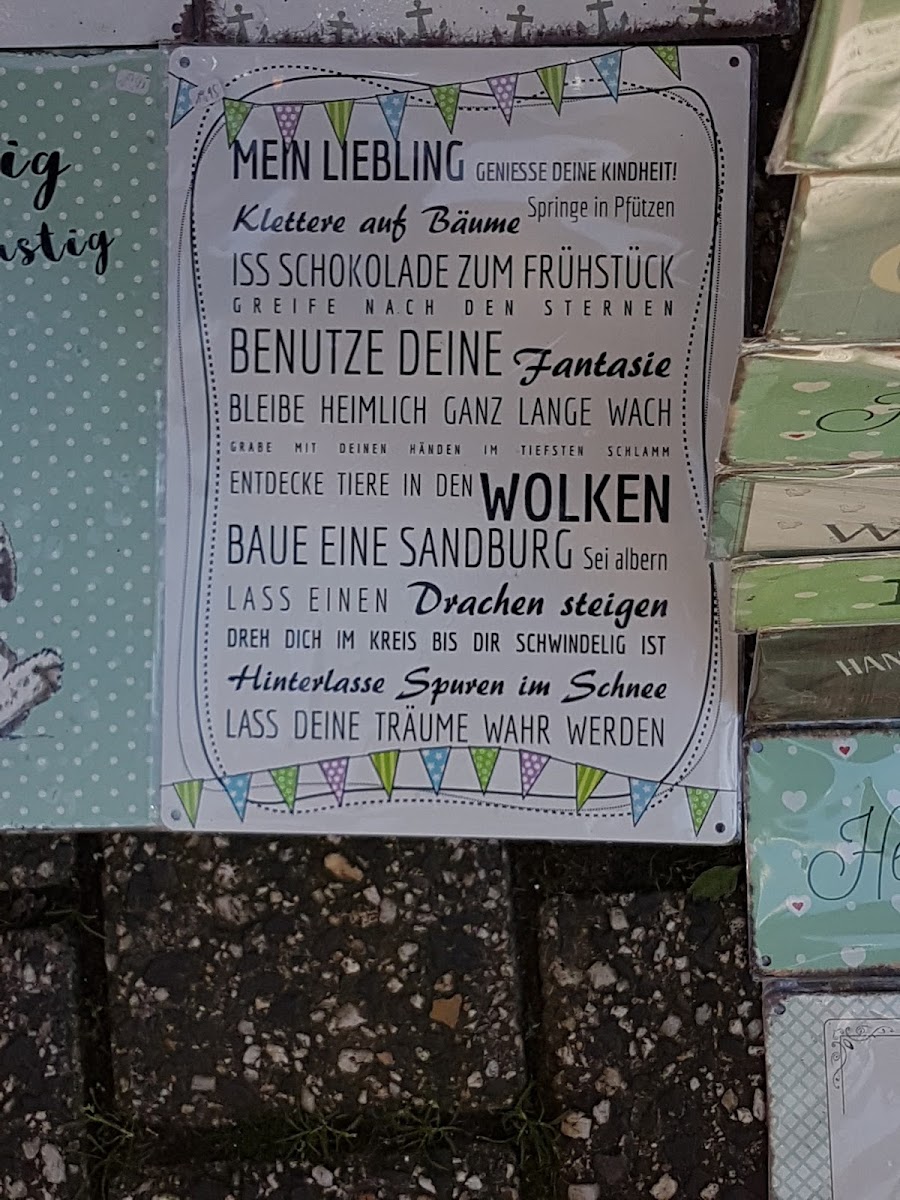 MEIN LIEBLING GENIESSE DEINE KINDHEIT!
Klettere auf Bäume Springe in Pfützen
ISS SCHOKOLADE ZUM FRÜHSTÜCK
GREIFE NACH DEN STERNEN
BENUTZE DEINE Fantasie
BLEIBE HEIMLICH GANZ LANGE WACH
GRABE MIT DEINEN HÄNDEN IM TIEFSTEN SCHLAMM
ENTDECKE TIERE IN DEN WOLKEN
BAUE EINE SANDBURG Sei albern
LASS EINEN Drachen steigen
DREH DICH IM KREIS BIS DIR SCHWINDELIG IST
Hinterlasse Spuren im Schnee
LASS DEINE TRÄUME WAHR WERDEN